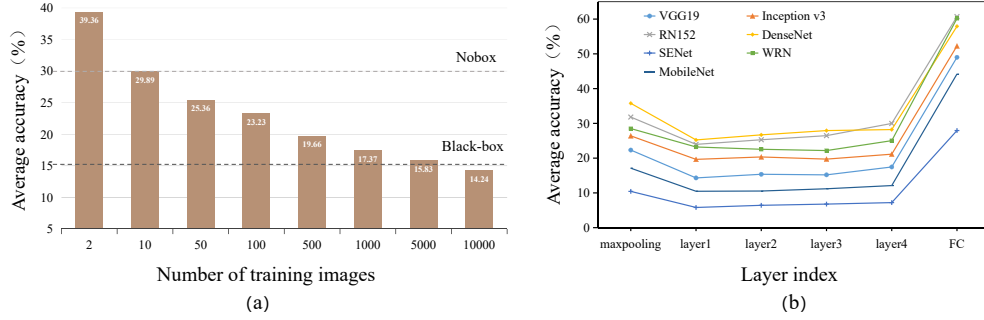 Average accuracy（%）
40
35
30
25
20
15
10
5
39.36
29.89
25.36
23.23
19.66
17.37
15.83
14.24
Nobox
Black-box
2 10 50 100 500 1000 5000 10000
Number of training images
(a)
Average accuracy（%）
60
50
40
30
20
10
0
VGG19 Inception v3
RN152 DenseNet
SENet WRN
MobileNet
maxpooling layer1 layer2 layer3 layer4 FC
Layer index
(b)